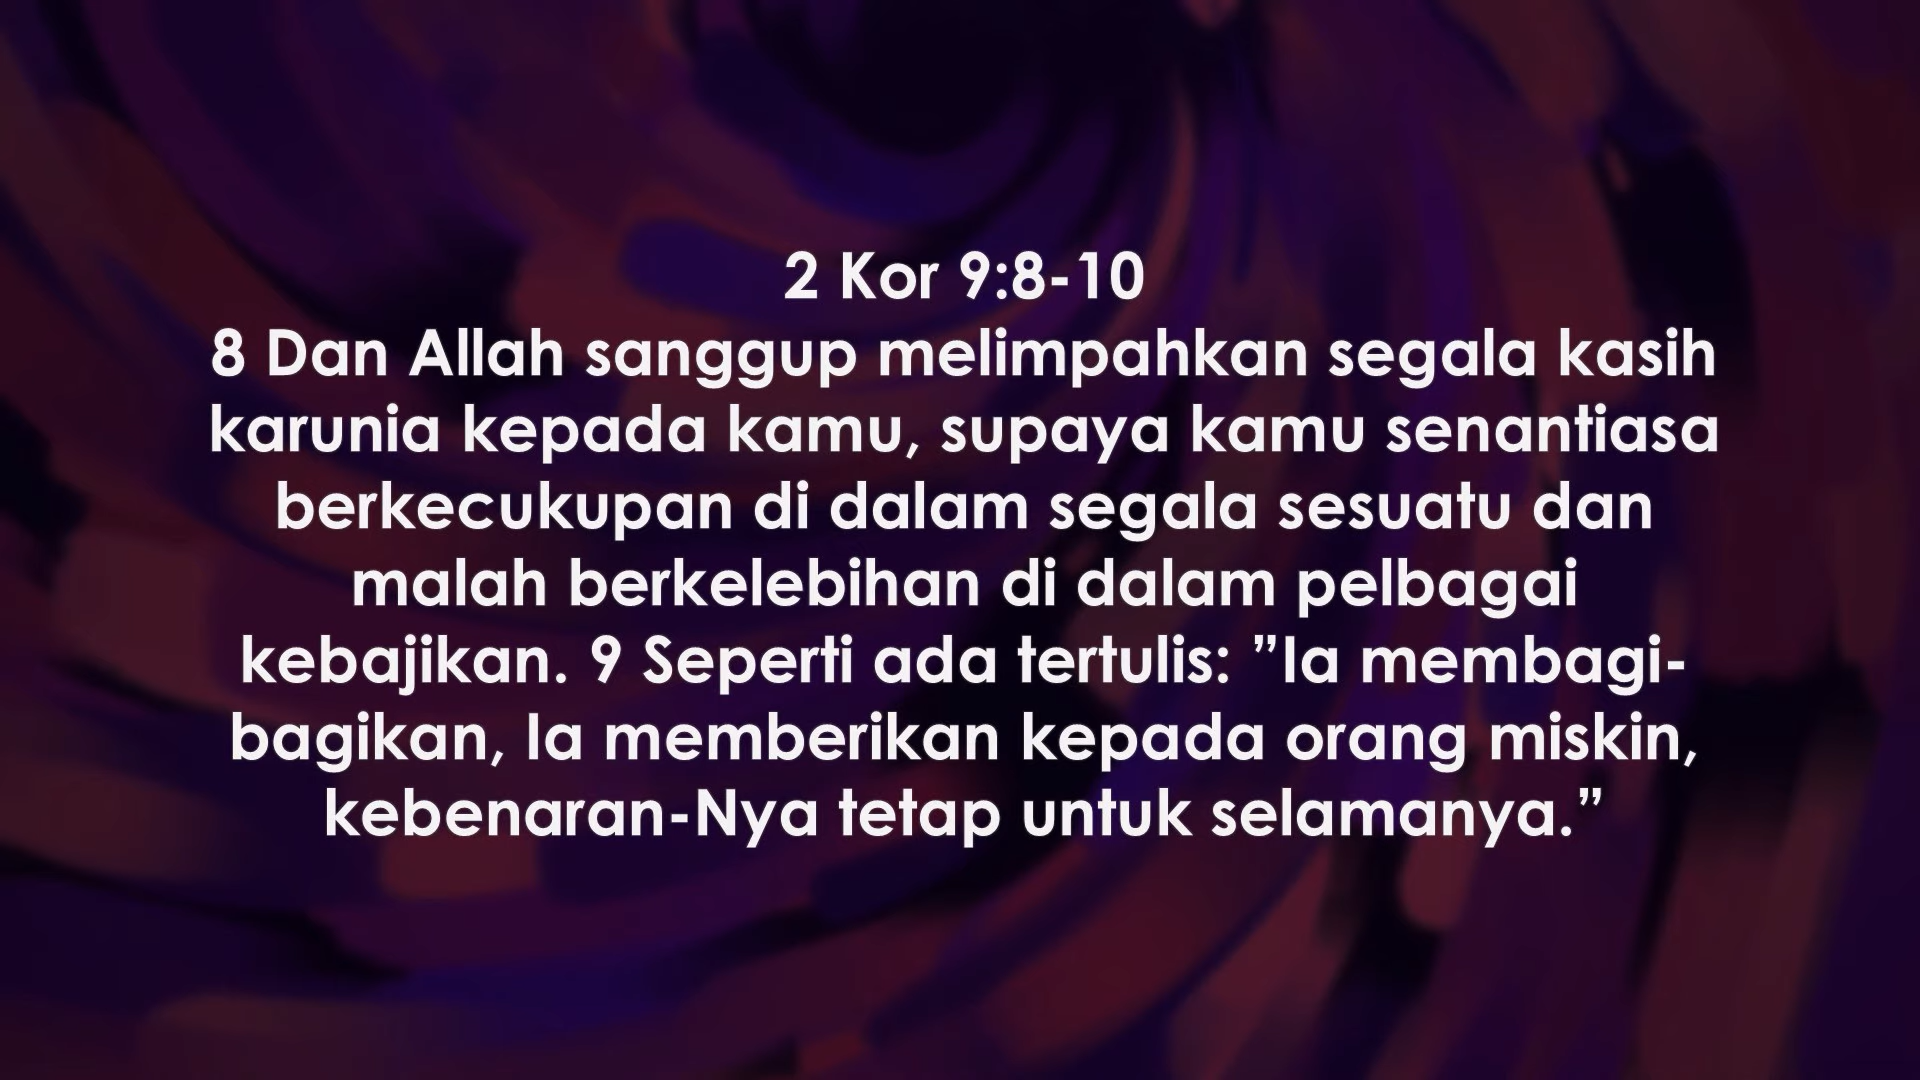 2 Kor 9:8-10
8 Dan Allah sanggup melimpahkan segala kasih
karunia kepada kamu, supaya kamu senantiasa
berkecukupan di dalam segala sesuatu dan
malah berkelebihan di dalam pelbagai
kebajikan. 9 Seperti ada tertulis: ”Ia membagi-
bagikan, Ia memberikan kepada orang miskin,
kebenaran-Nya tetap untuk selamanya.”